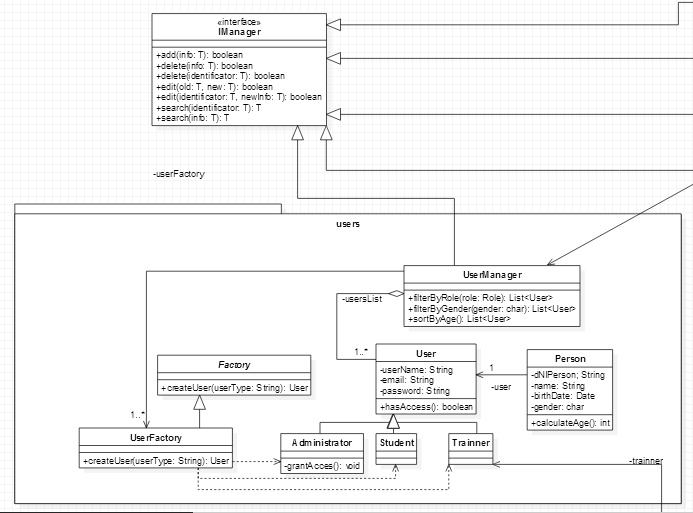 «interface»
IManager
+add(info: T): boolean
+delete(info: T): boolean
+delete(identificator: T): boolean
+edit(old: T, new: T): boolean
+edit(identificator: T, newInfo: T): boolean
+search(identificator: T): T
+search(info: T): T
-userFactory
users
UserManager
+filterByRole(role: Role): List<User>
+filterByGender(gender: char): List<User>
+sortByAge(): List<User>
-usersList
1..*
User
-userName: String
-email: String
-password: String
+hasAccess(): boolean
1
-user
Person
-dNIPerson; String
-name: String
-birthDate: Date
-gender: char
+calculateAge(): int
Factory
+createUser(userType: String): User
1..*
UserFactory
+createUser(userType: String): User
Administrator
-grantAcces(): void
Student
Trainner
-trainner